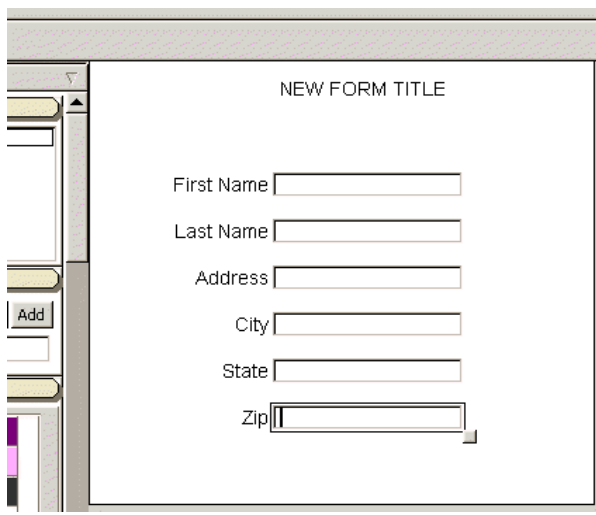 NEW FORM TITLE
First Name
Last Name
Address
Add
City
State
Zip